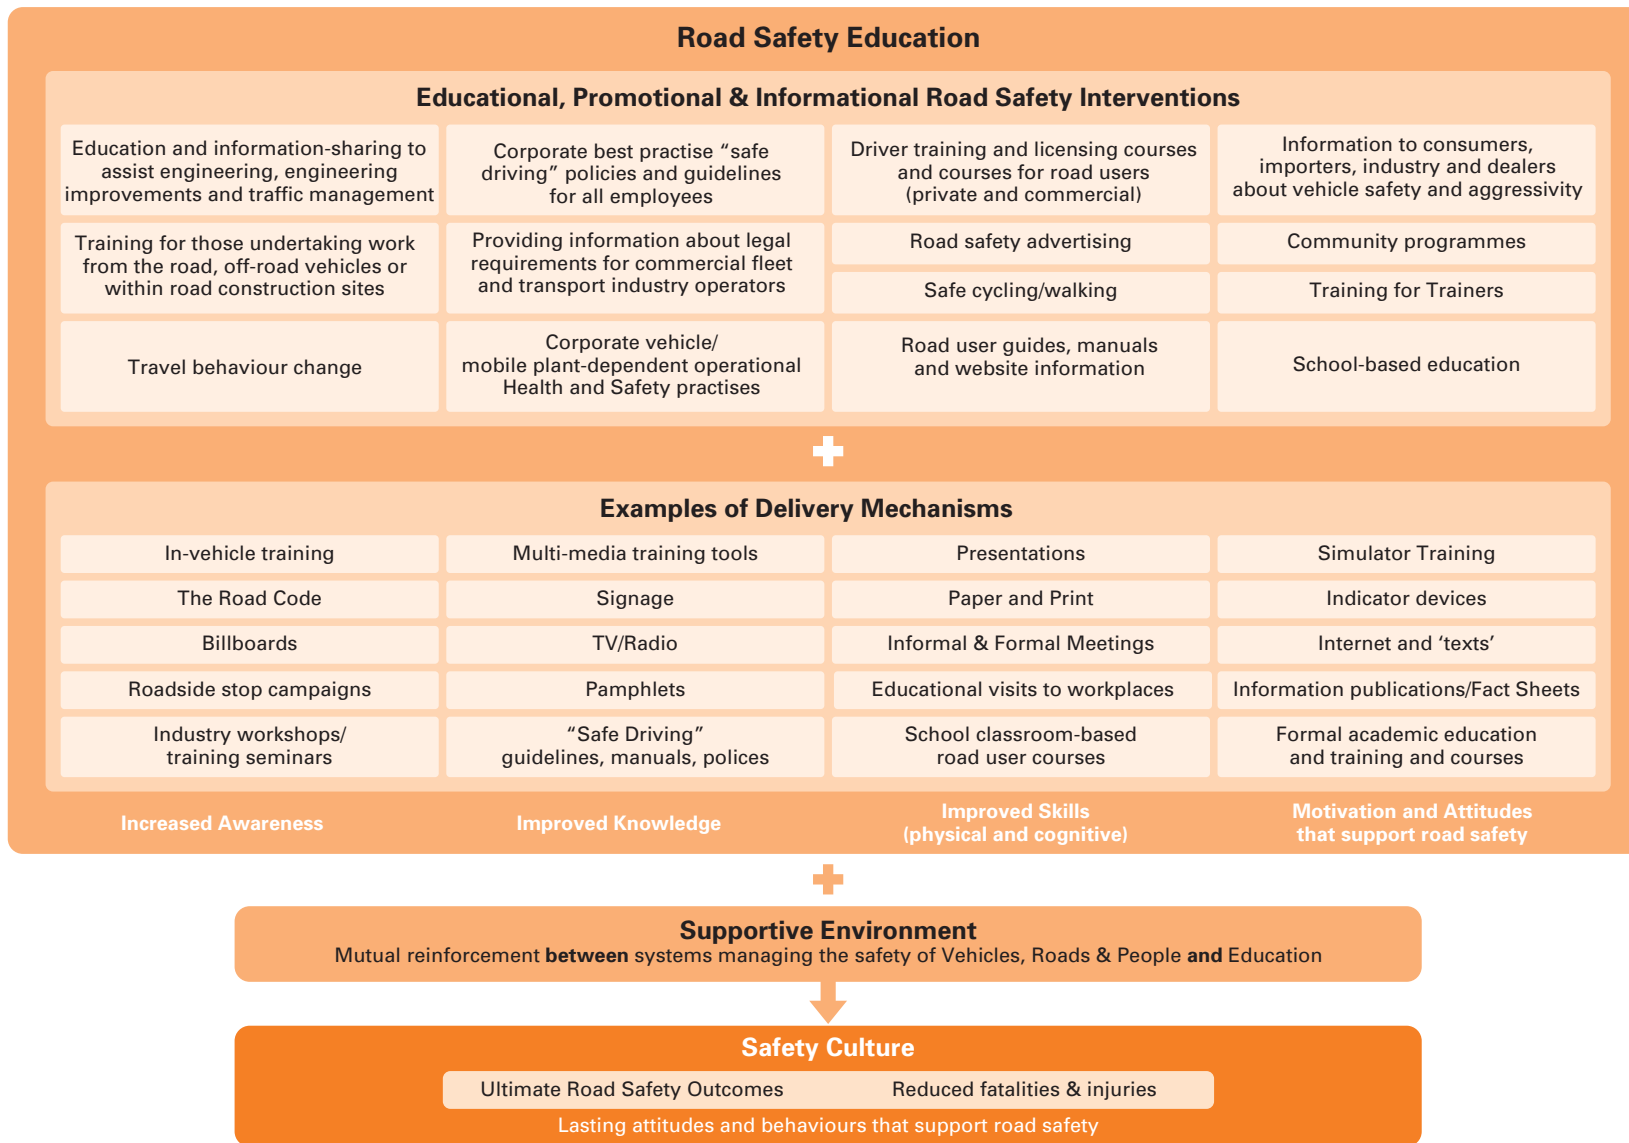 Road Safety Education
Educational, Promotional & Informational Road Safety Interventions
Education and information-sharing to
assist engineering, engineering
improvements and traffic management
Corporate best practise “safe
driving” policies and guidelines
for all employees
Driver training and licensing courses
and courses for road users
(private and commercial)
Information to consumers,
importers, industry and dealers
about vehicle safety and aggressivity
Training for those undertaking work
from the road, off-road vehicles or
within road construction sites
Providing information about legal
requirements for commercial fleet
and transport industry operators
Road safety advertising
Community programmes
Safe cycling/walking
Training for Trainers
Travel behaviour change
Corporate vehicle/
mobile plant-dependent operational
Health and Safety practises
Road user guides, manuals
and website information
School-based education
Examples of Delivery Mechanisms
In-vehicle training
Multi-media training tools
Presentations
Simulator Training
The Road Code
Signage
Paper and Print
Indicator devices
Billboards
TV/Radio
Informal & Formal Meetings
Internet and ‘texts’
Roadside stop campaigns
Pamphlets
Educational visits to workplaces
Information publications/Fact Sheets
Industry workshops/
training seminars
“Safe Driving”
guidelines, manuals, polices
School classroom-based
road user courses
Formal academic education
and training and courses
Increased Awareness
Improved Knowledge
Improved Skills
(physical and cognitive)
Motivation and Attitudes
that support road safety
Supportive Environment
Mutual reinforcement between systems managing the safety of Vehicles, Roads & People and Education
Safety Culture
Ultimate Road Safety Outcomes
Reduced fatalities & injuries
Lasting attitudes and behaviours that support road safety